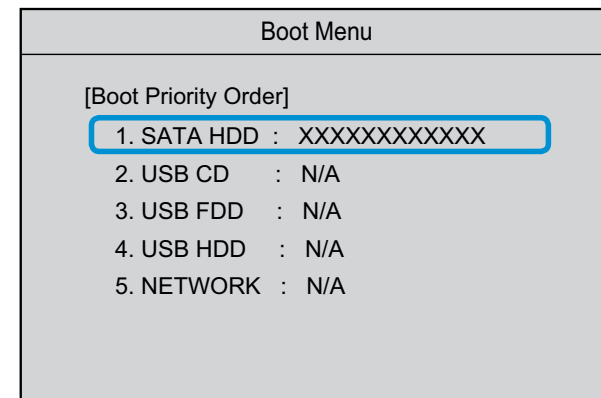 Boot Menu
[Boot Priority Order]
1. SATA HDD : XXXXXXXXXXXX
2. USB CD : N/A
3. USB FDD : N/A
4. USB HDD : N/A
5. NETWORK : N/A